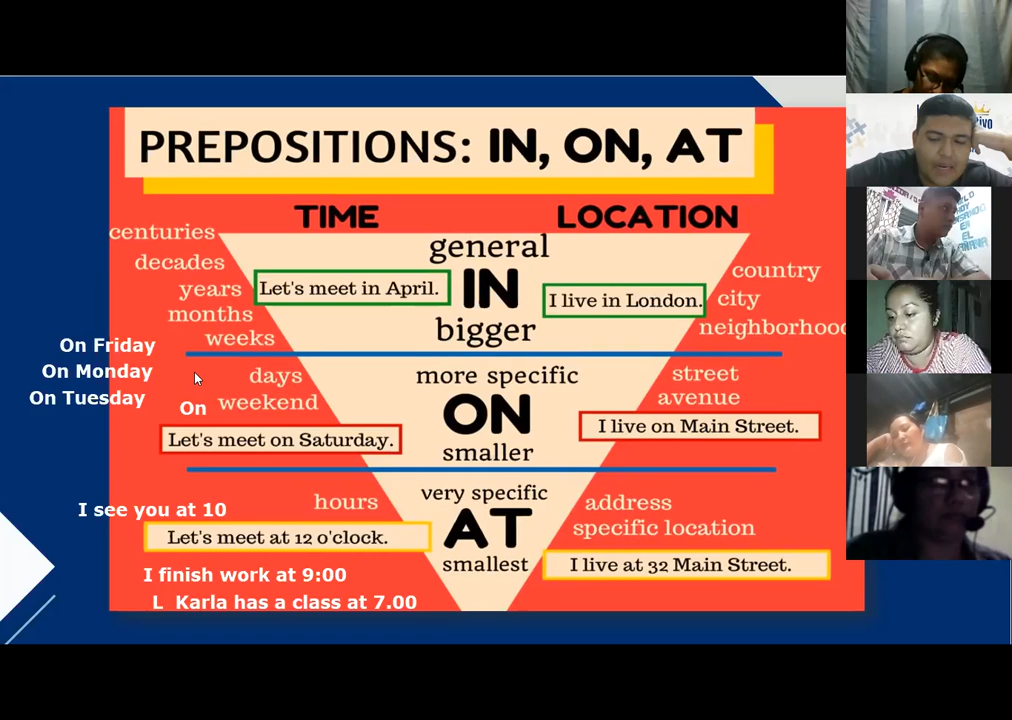 PREPOSITIONS: IN, ON, AT
TIME
LOCATION
centuries
decades
years
months
weeks
Let's meet in April.
general
IN
bigger
I live in London.
country
city
neighborhood
On Friday
On Monday
On Tuesday
On
days
weekend
Let's meet on Saturday.
more specific
ON
smaller
street
avenue
I live on Main Street.
hours
I see you at 10
Let's meet at 12 o'clock.
I finish work at 9:00
L Karla has a class at 7.00
very specific
AT
smallest
address
specific location
I live at 32 Main Street.
EL